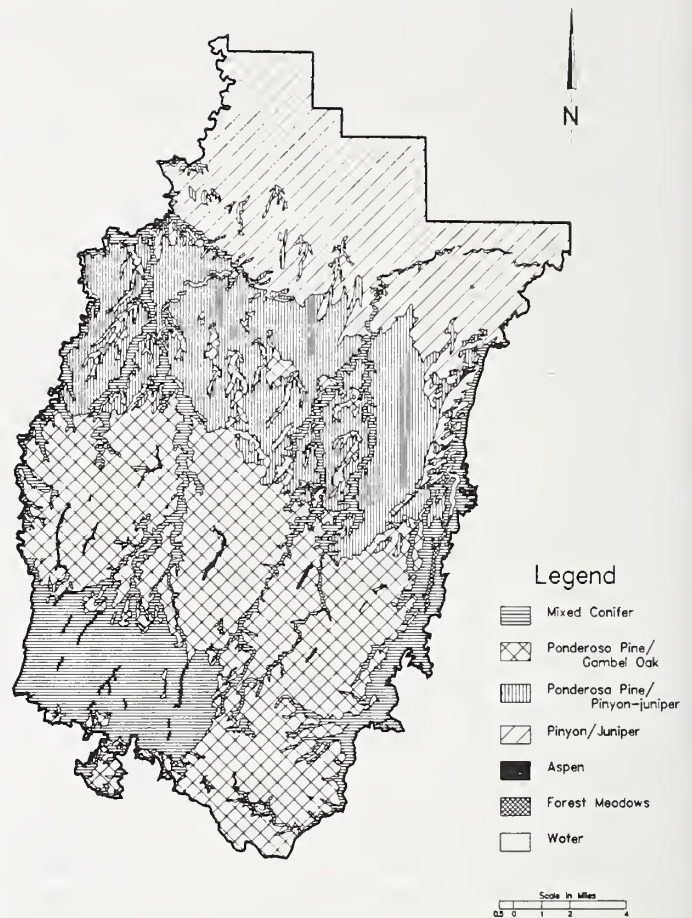 N
Legend
Mixed Conifer
Ponderosa Pine/
Gambel Oak
Ponderosa Pine/
Pinyon-juniper
Pinyon/Juniper
Aspen
Forest Meadows
Water
Scale in Miles
0.5 0 1 2 4